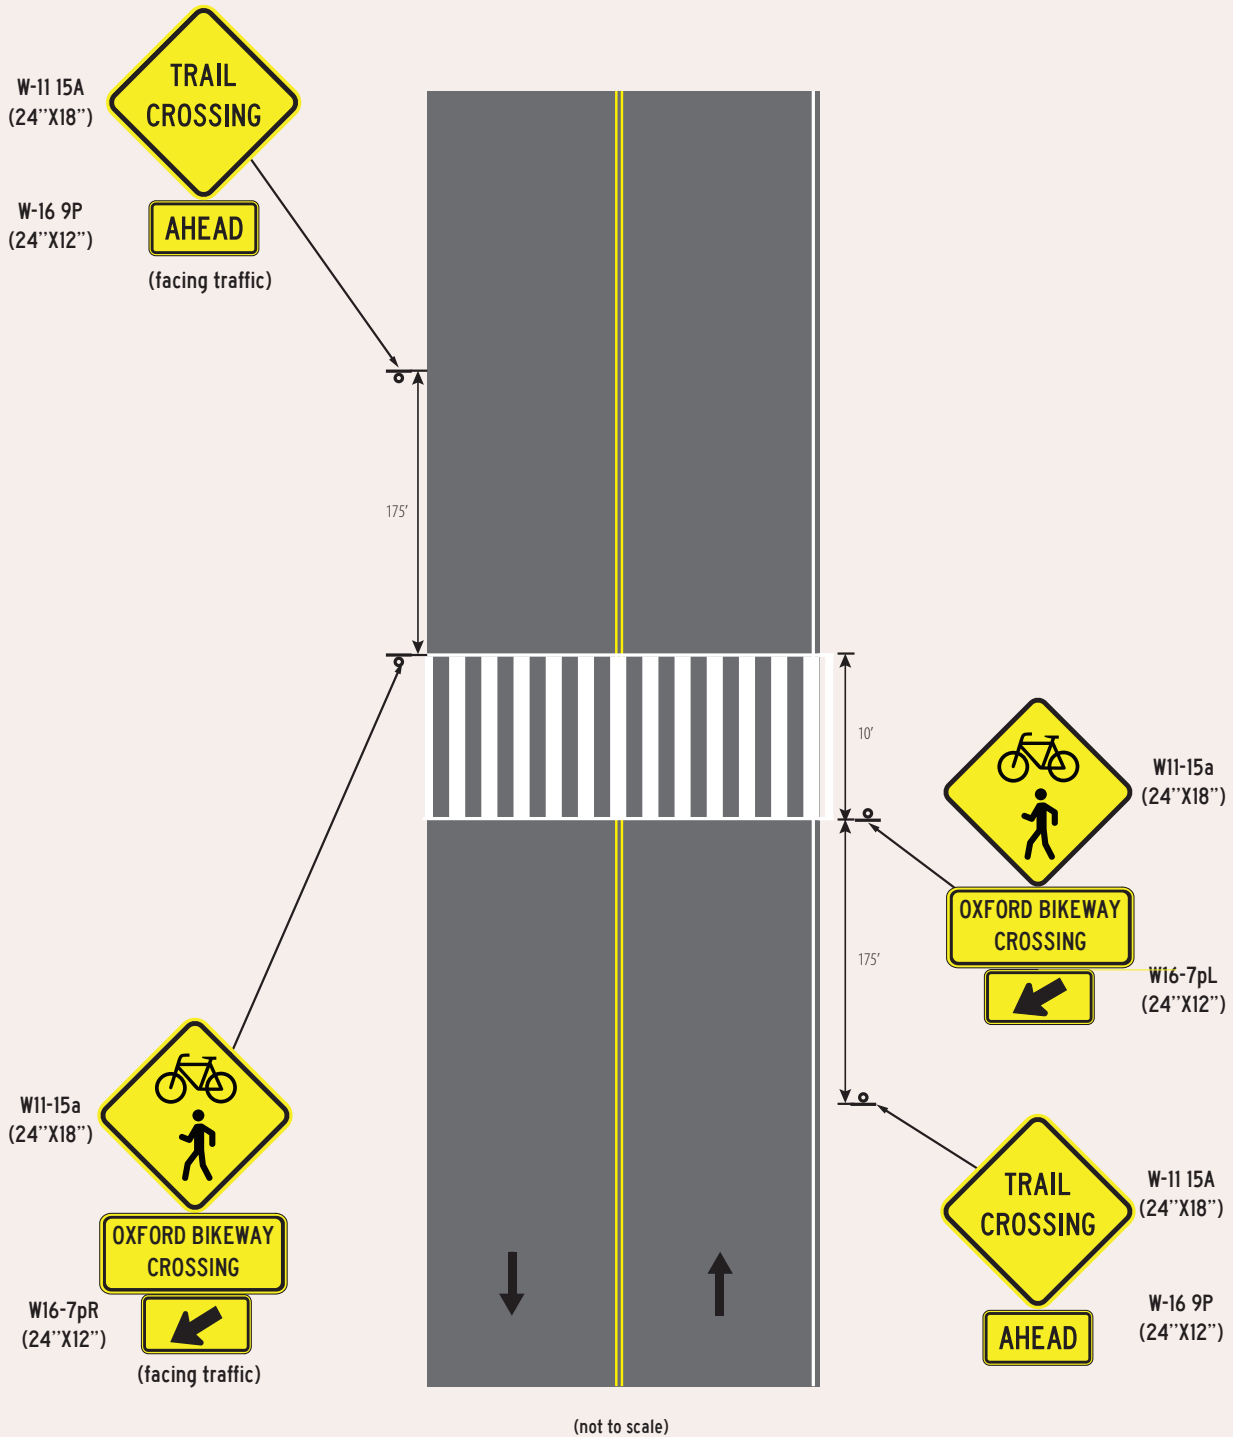 W-11 15A
(24”X18”)
TRAIL
CROSSING
W-16 9P
(24”X12”)
AHEAD
(facing traffic)
175’
10’
W11-15a
(24”X18”)
OXFORD BIKEWAY
CROSSING
175’
W16-7pL
(24”X12”)
W11-15a
(24”X18”)
OXFORD BIKEWAY
CROSSING
W16-7pR
(24”X12”)
(facing traffic)
TRAIL
CROSSING
W-11 15A
(24”X18”)
AHEAD
W-16 9P
(24”X12”)
(not to scale)